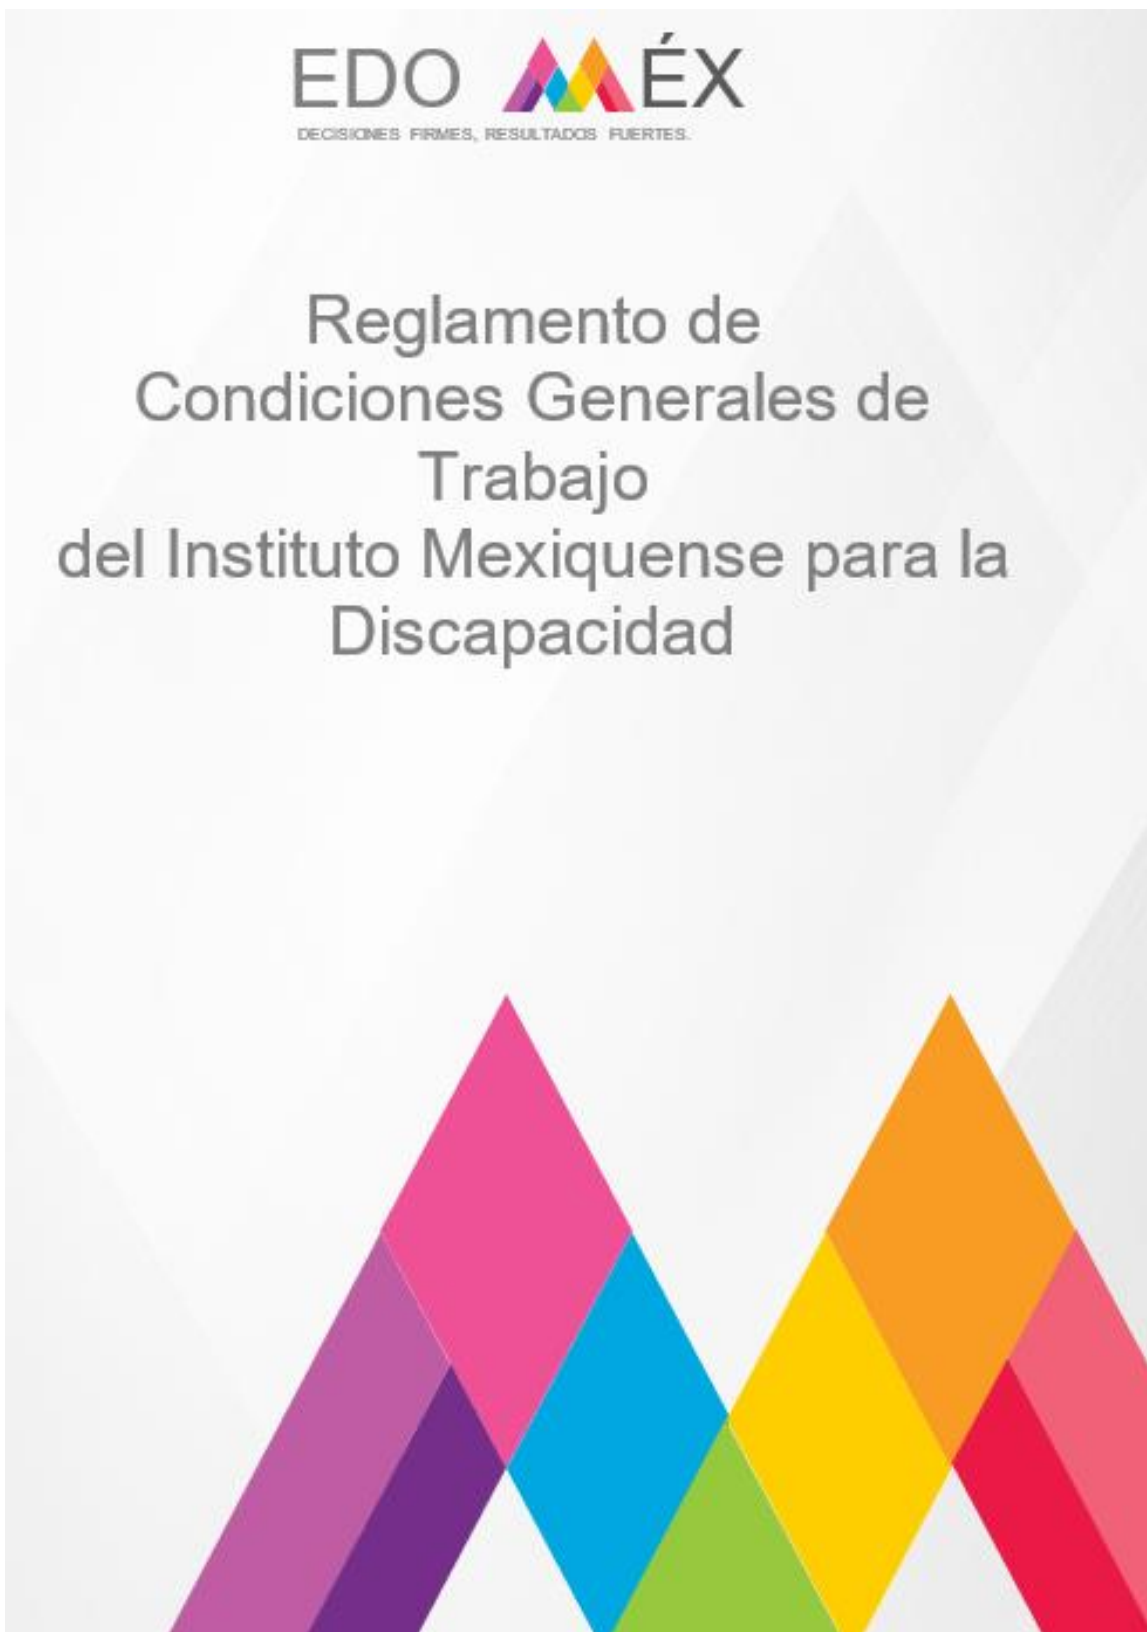 EDO MÉX
DECISIONES FIRMES, RESULTADOS FUERTES.
Reglamento de
Condiciones Generales de
Trabajo
del Instituto Mexiquense para la
Discapacidad